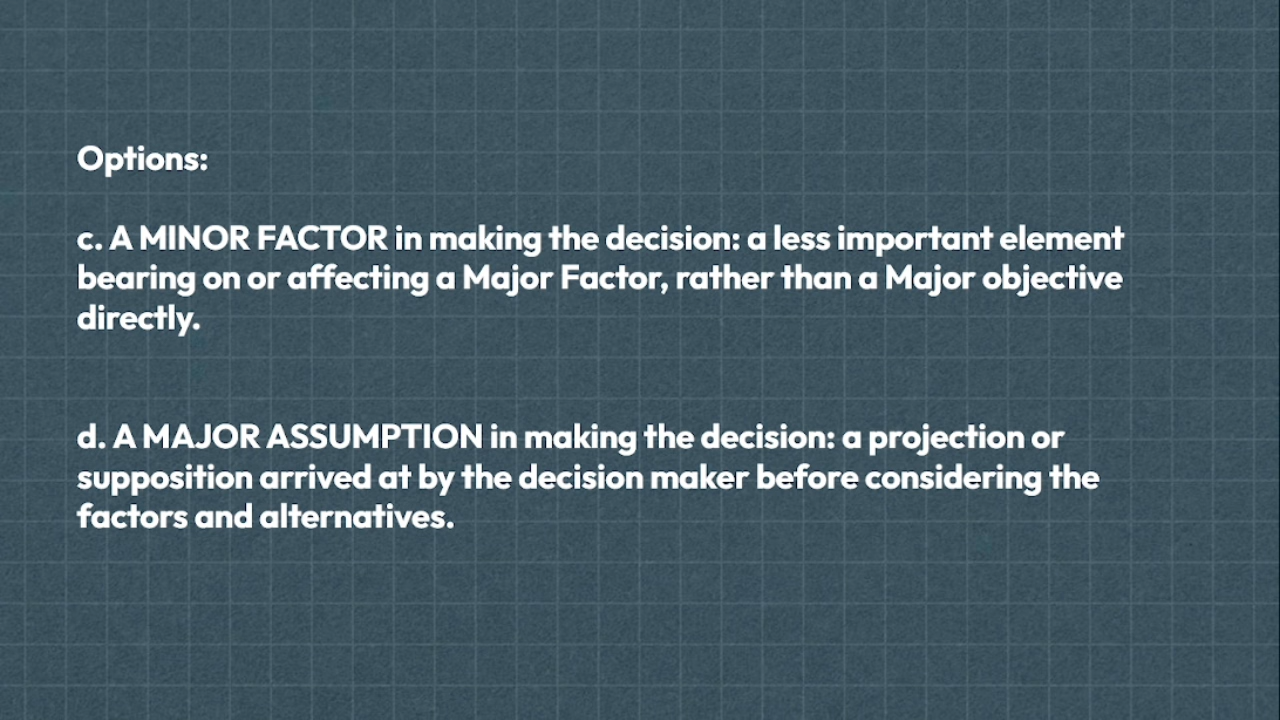 Options:
c. A MINOR FACTOR in making the decision: a less important element
bearing on or affecting a Major Factor, rather than a Major objective
directly.
d. A MAJOR ASSUMPTION in making the decision: a projection or
supposition arrived at by the decision maker before considering the
factors and alternatives.